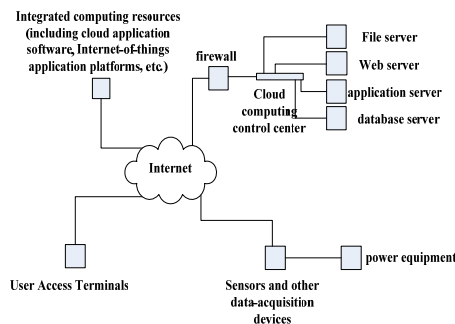 Integrated computing resources
(including cloud application
software, Internet-of-things
application platforms, etc.)
firewall
File server
Web server
application server
database server
Cloud
computing
control center
Internet
User Access Terminals
Sensors and other
data-acquisition
devices
power equipment